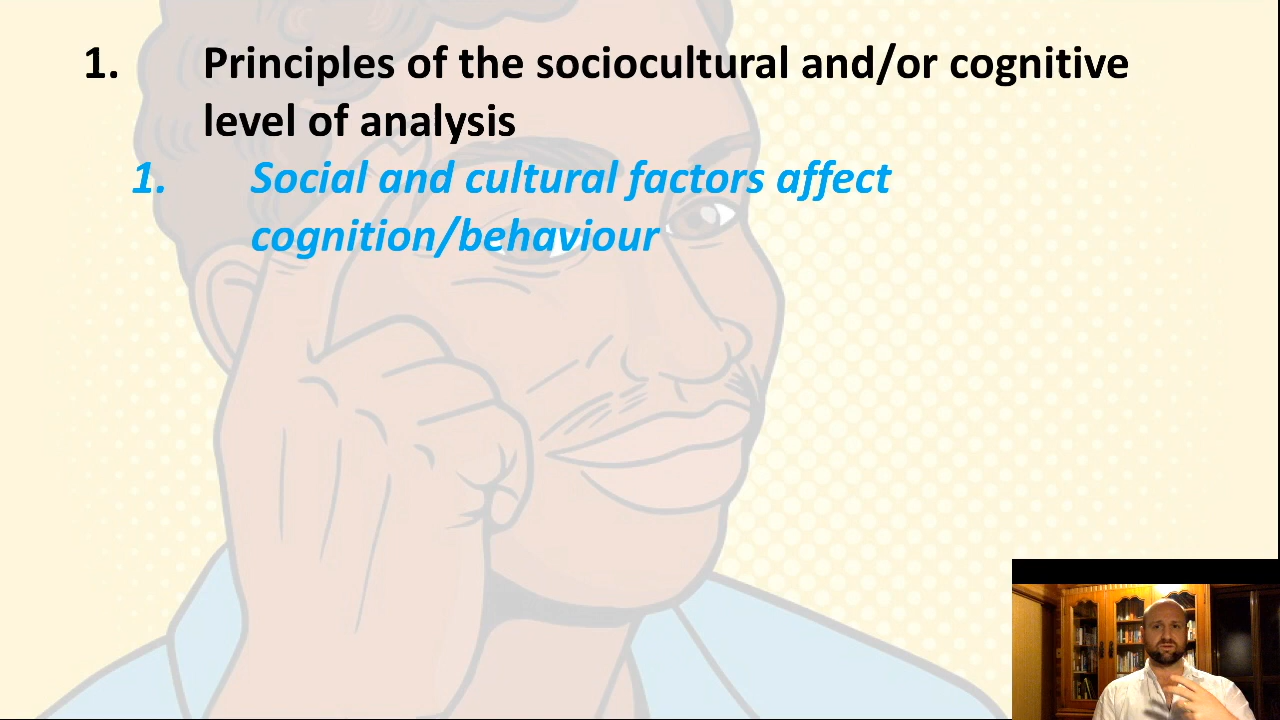 1. Principles of the sociocultural and/or cognitive
level of analysis
1. Social and cultural factors affect
cognition/behaviour